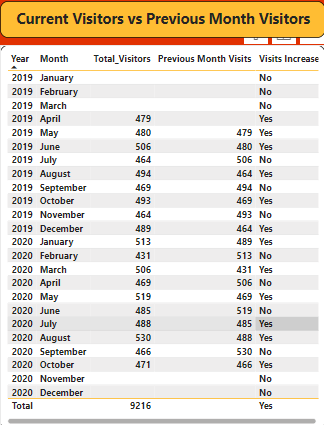 Current Visitors vs Previous Month Visitors
Year Month Total_Visitors Previous Month Visits Visits Increase
2019 January No
2019 February No
2019 March No
2019 April 479 Yes
2019 May 480 479 Yes
2019 June 506 480 Yes
2019 July 464 506 No
2019 August 494 464 Yes
2019 September 469 494 No
2019 October 493 469 Yes
2019 November 464 493 No
2019 December 489 464 Yes
2020 January 513 489 Yes
2020 February 431 513 No
2020 March 506 431 Yes
2020 April 469 506 No
2020 May 519 469 Yes
2020 June 485 519 No
2020 July 488 485 Yes
2020 August 530 488 Yes
2020 September 466 530 No
2020 October 471 466 Yes
2020 November No
2020 December No
Total 9216 Yes